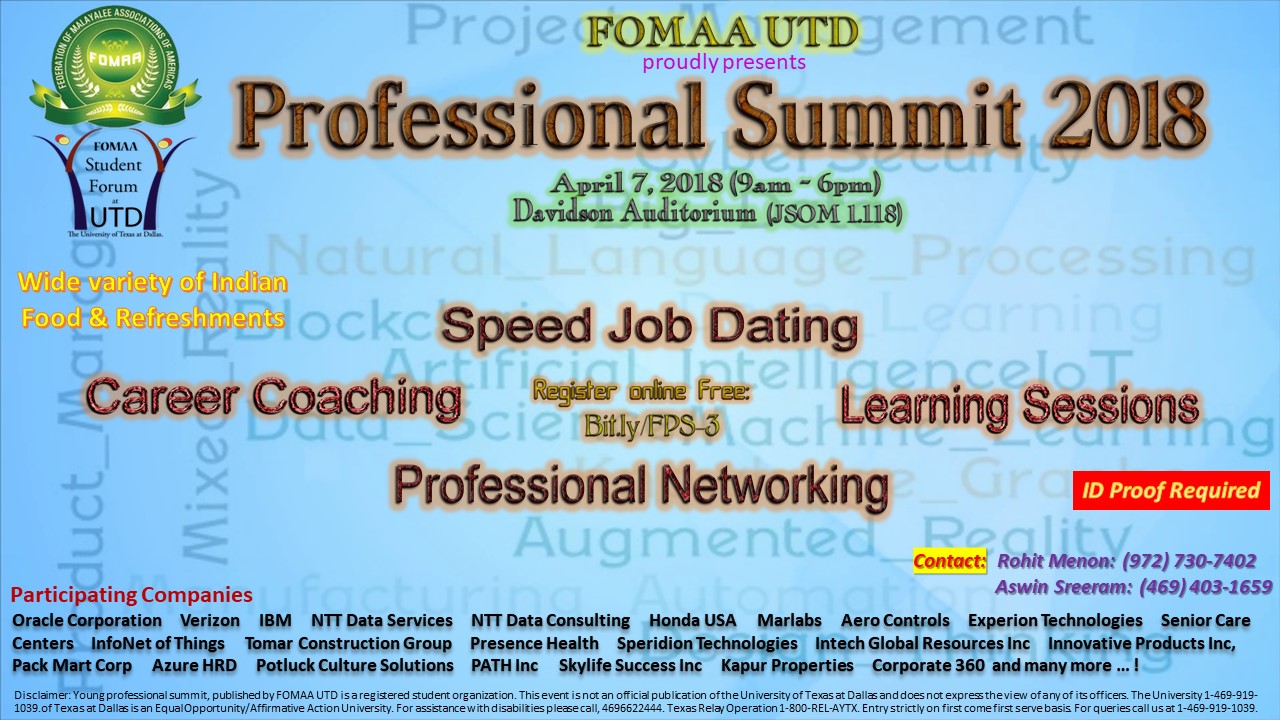 FEDERATION OF MALAYALEE ASSOCIATIONS OF AMERICAS
FOMAA
FOMAA
Student
Forum
at
UTD
The University of Texas at Dallas.
FOMAA UTD
proudly presents
Professional Summit 2018
April 7, 2018 (9am ~ 6pm)
Davidson Auditorium (JSOM 1.118)
Wide variety of Indian
Food & Refreshments
Speed Job Dating
Career Coaching
Register online Free:
Bit.ly/FPS-3
Learning Sessions
Professional Networking
ID Proof Required
Contact: Rohit Menon: (972) 730-7402
Aswin Sreeram: (469) 403-1659
Participating Companies
Oracle Corporation Verizon IBM NTT Data Services NTT Data Consulting Honda USA Marlabs Aero Controls Experion Technologies Senior Care
Centers InfoNet of Things Tomar Construction Group Presence Health Speridion Technologies Intech Global Resources Inc Innovative Products Inc,
Pack Mart Corp Azure HRD Potluck Culture Solutions PATH Inc Skylife Success Inc Kapur Properties Corporate 360 and many more ... !
Disclaimer: Young professional summit, published by FOMAA UTD is a registered student organization. This event is not an official publication of the University of Texas at Dallas and does not express the view of any of its officers. The University 1-469-919-
1039.of Texas at Dallas is an Equal Opportunity/Affirmative Action University. For assistance with disabilities please call, 4696622444. Texas Relay Operation 1-800-REL-AYTX. Entry strictly on first come first serve basis. For queries call us at 1-469-919-1039.
Natural_Language_Processing
Mixed_Reality
Augmented_Reality